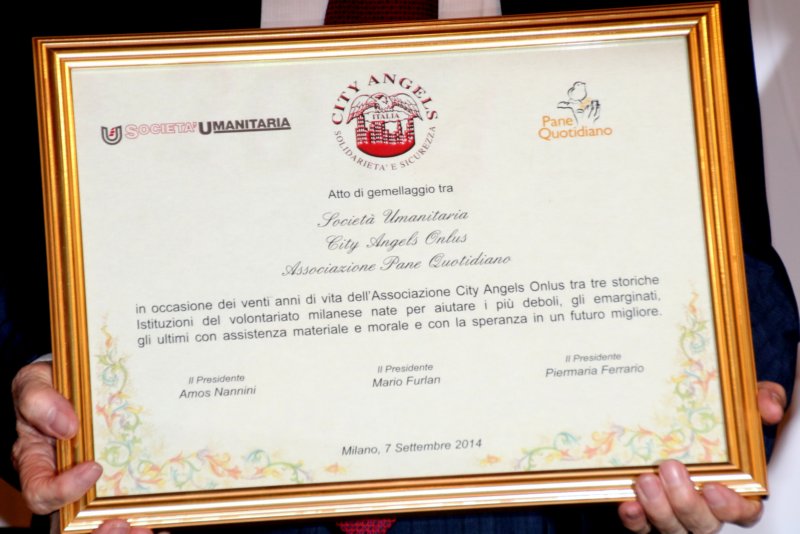 SOCIETA' UMANITARIA
CITY ANGELS
ITALIA
SOLIDARIETA' E SICUREZZA
Pane
Quotidiano
Atto di gemellaggio tra
Società Umanitaria
City Angels Onlus
Associazione Pane Quotidiano
in occasione dei venti anni di vita dell'Associazione City Angels Onlus tra tre storiche
Istituzioni del volontariato milanese nate per aiutare i più deboli, gli emarginati,
gli ultimi con assistenza materiale e morale e con la speranza in un futuro migliore.
Il Presidente
Amos Nannini
Il Presidente
Mario Furlan
Il Presidente
Piermaria Ferrario
Milano, 7 Settembre 2014